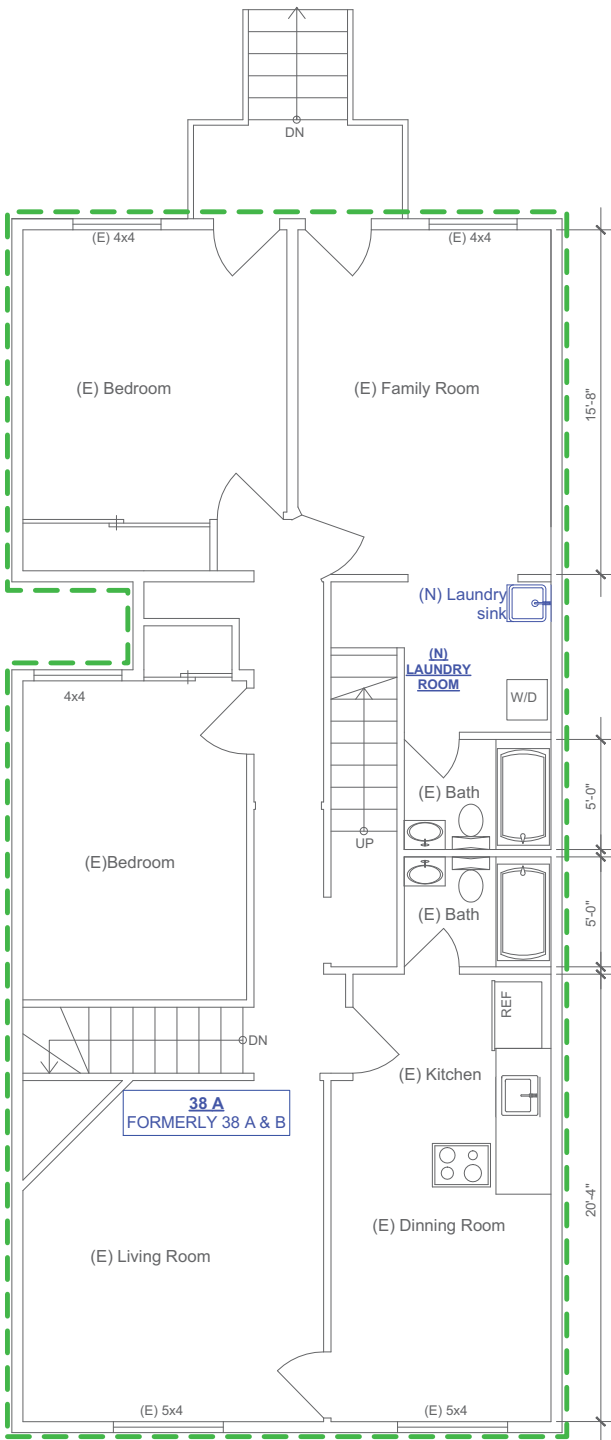 DN
(E) 4x4
(E) 4x4
(E) Bedroom
(E) Family Room
15'-8"
(N) Laundry
sink
(N)
LAUNDRY
ROOM
4x4
W/D
(E) Bath
5'-0"
UP
(E)Bedroom
(E) Bath
5'-0"
REF
DN
(E) Kitchen
38 A
FORMERLY 38 A & B
20'-4"
(E) Dinning Room
(E) Living Room
(E) 5x4
(E) 5x4